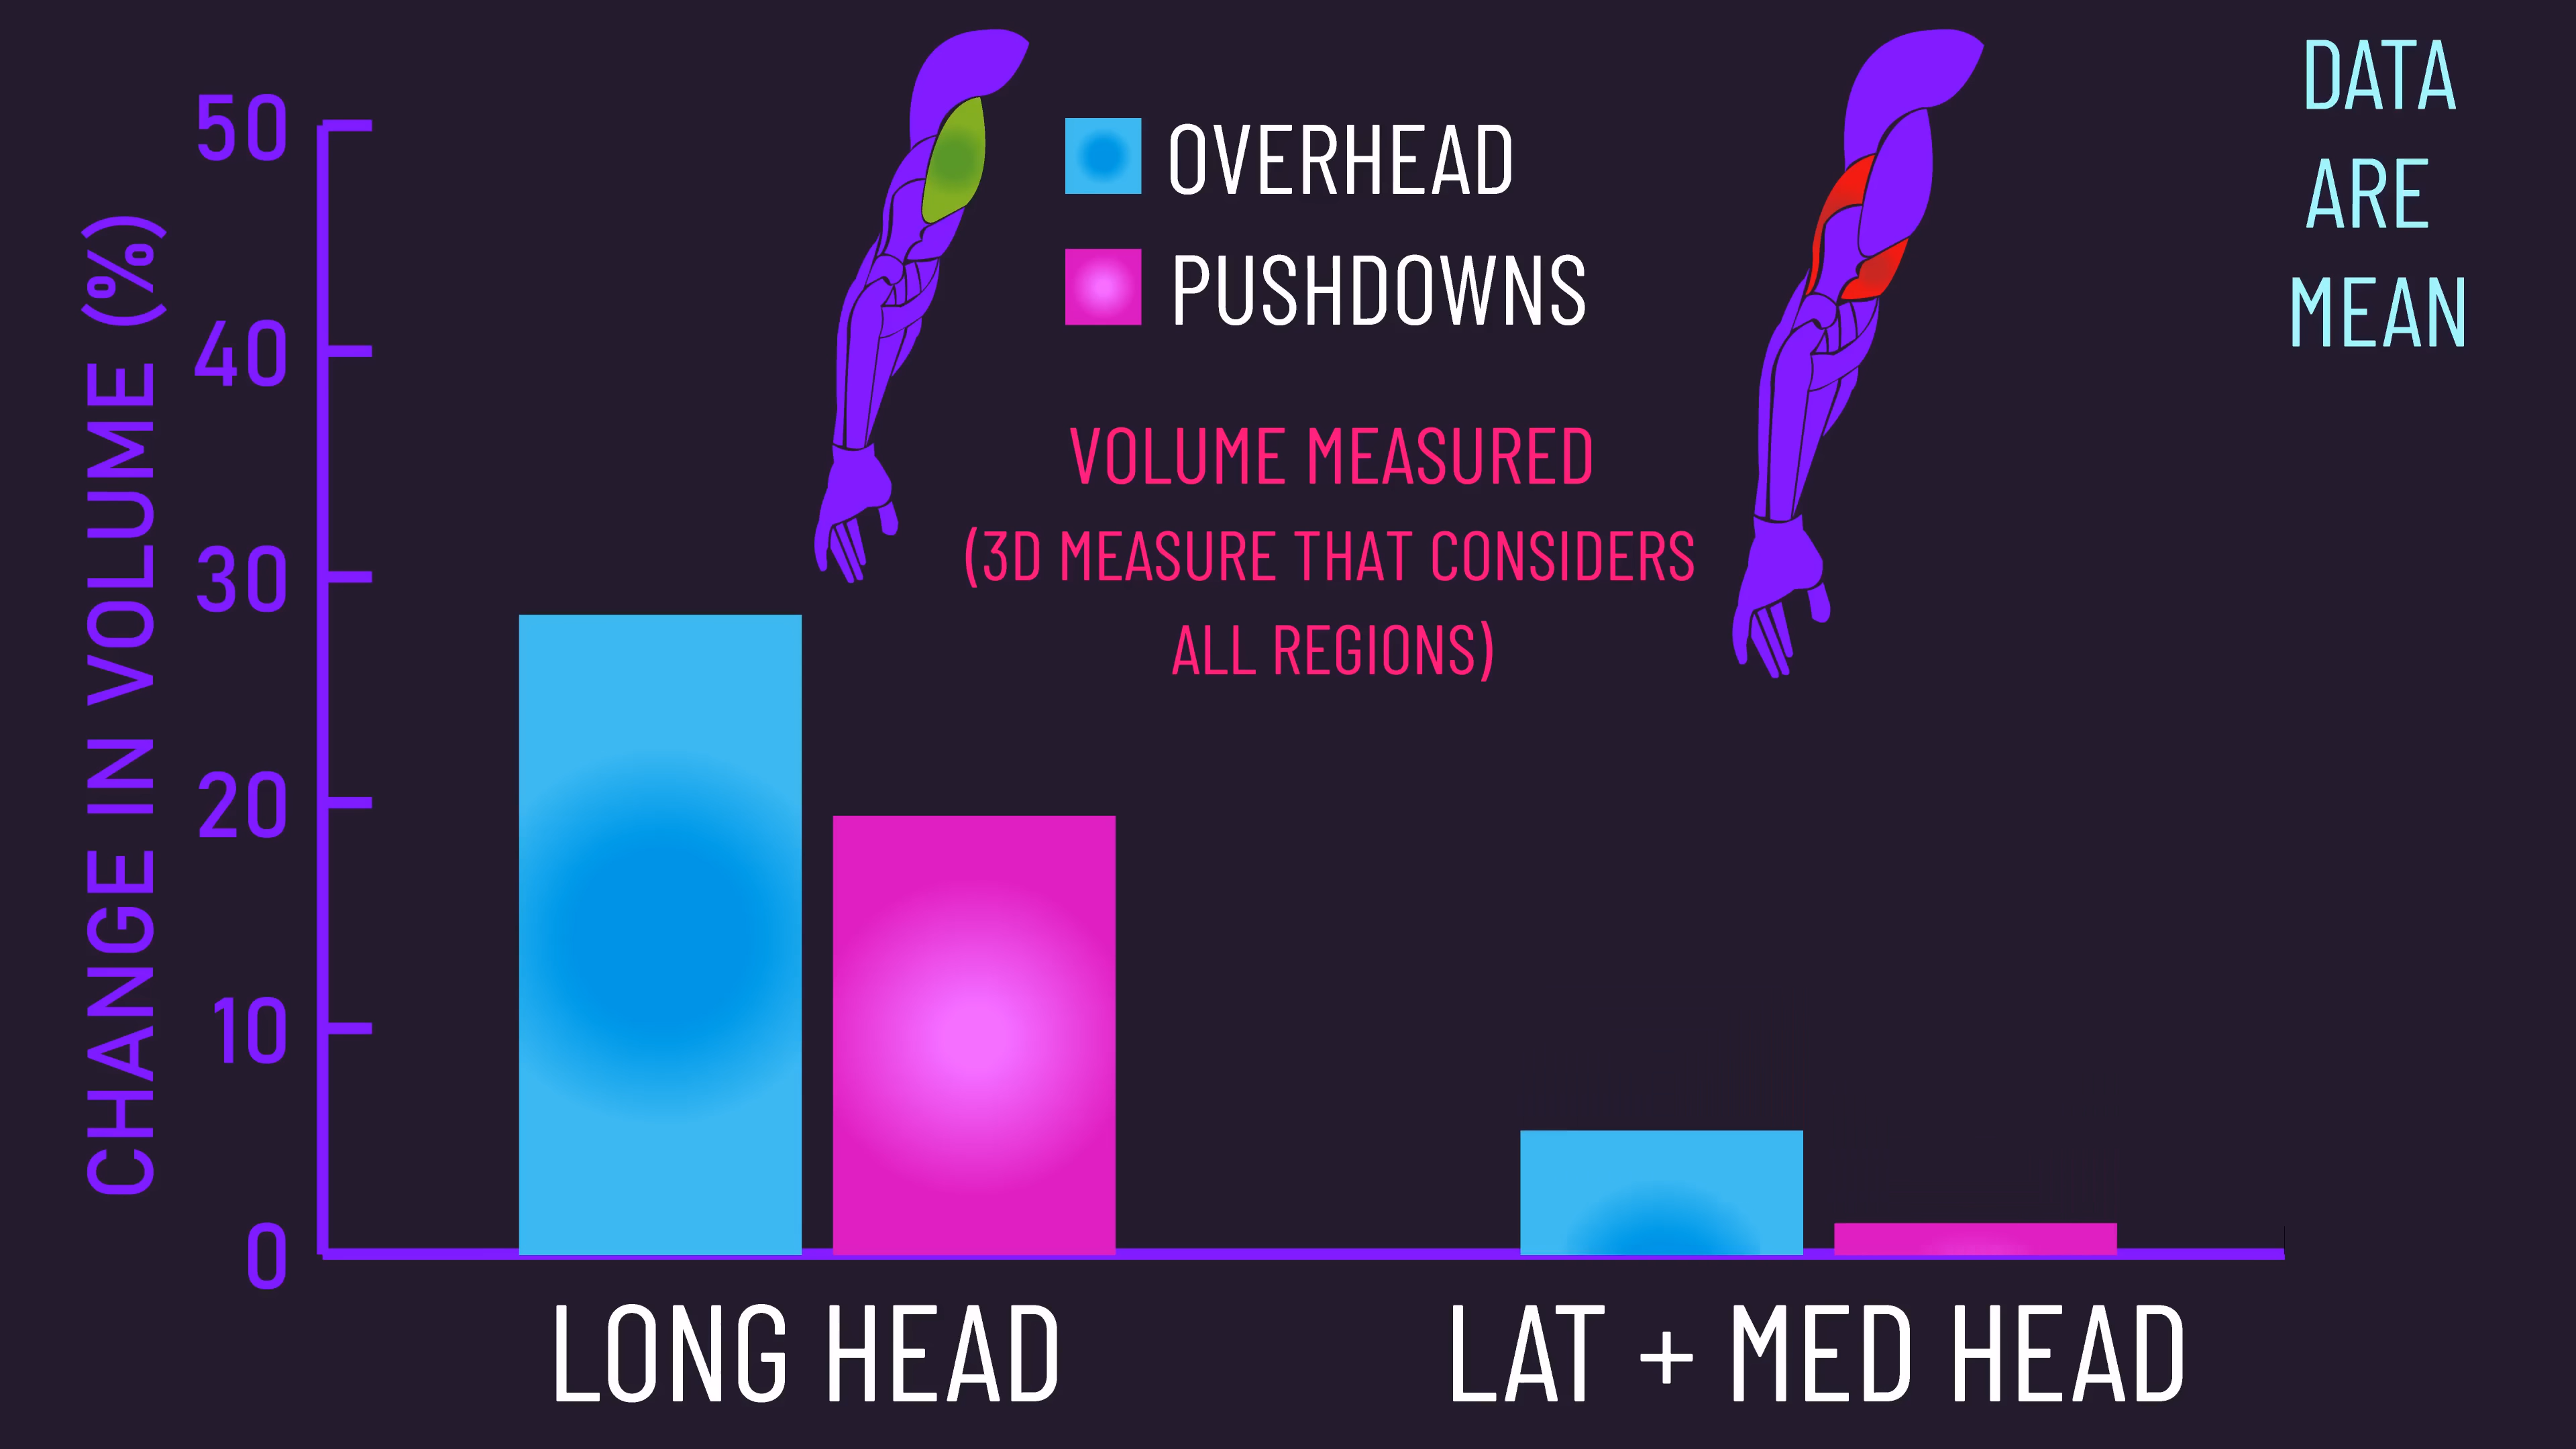 DATA
ARE
MEAN
OVERHEAD
PUSHDOWNS
VOLUME MEASURED
(3D MEASURE THAT CONSIDERS
ALL REGIONS)
CHANGE IN VOLUME (%)
50
40
30
20
10
0
LONG HEAD
LAT + MED HEAD